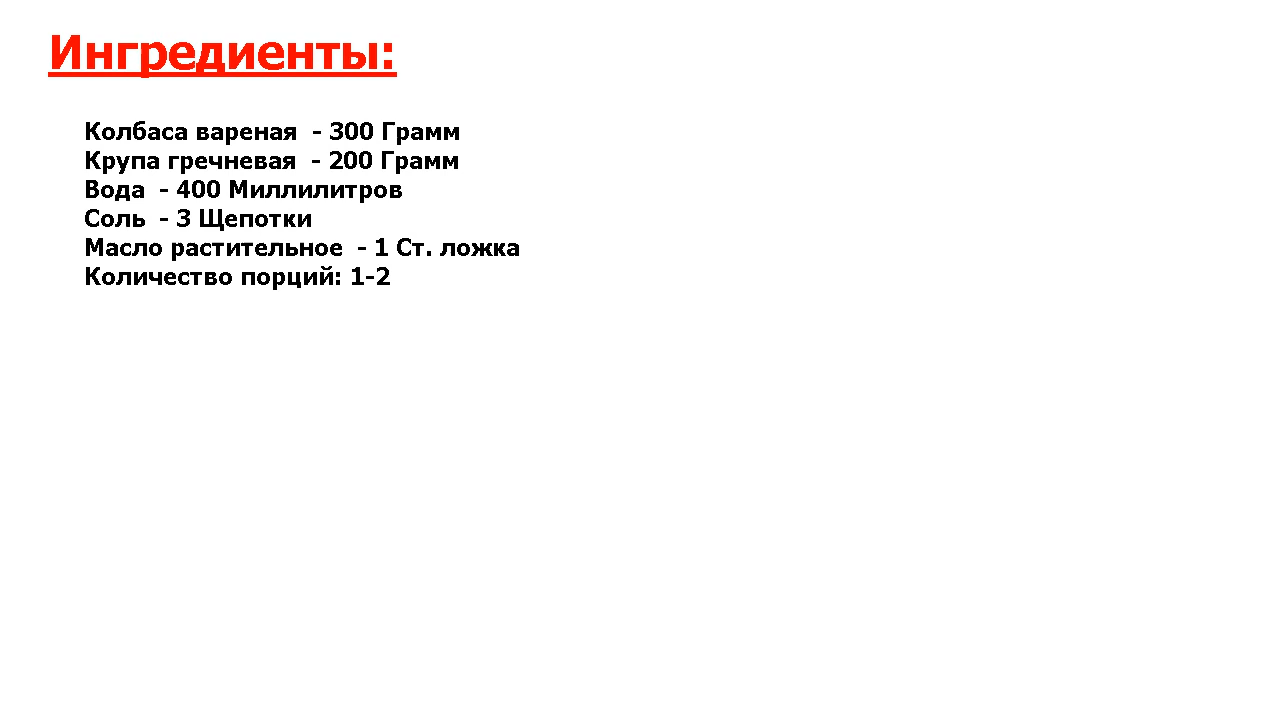 Ингредиенты:
Колбаса вареная  - 300 Грамм
Крупа гречневая  - 200 Грамм
Вода  - 400 Миллилитров
Соль  - 3 Щепотки
Масло растительное  - 1 Ст. ложка
Количество порций: 1-2